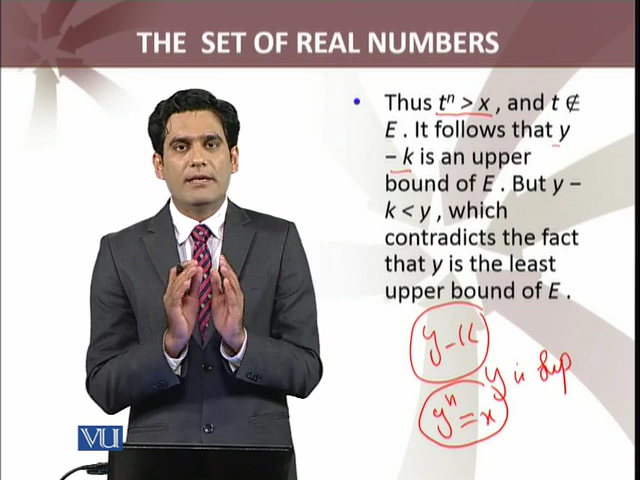 THE SET OF REAL NUMBERS
• Thus tⁿ > x , and t ∉
E . It follows that y
– k is an upper
bound of E . But y –
k < y , which
contradicts the fact
that y is the least
upper bound of E .
y – k
y is sup
yⁿ = x
VU